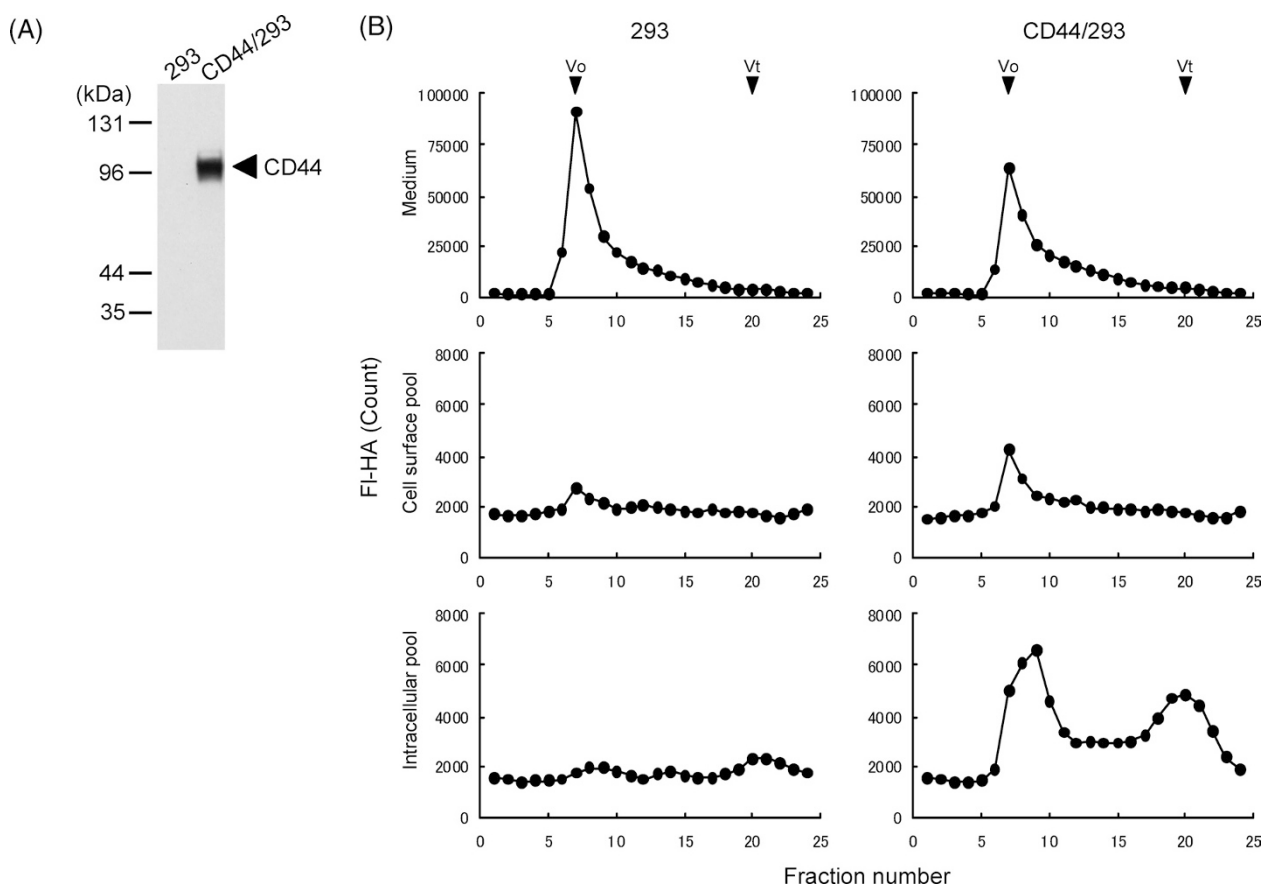 (A)
293
CD44/293
(kDa)
131
96
44
35
CD44
(B)
293
CD44/293
Vo
Vt
Vo
Vt
Fl-HA (Count)
Medium
100000
75000
50000
25000
0
0 5 10 15 20 25
100000
75000
50000
25000
0
0 5 10 15 20 25
Cell surface pool
8000
6000
4000
2000
0
0 5 10 15 20 25
8000
6000
4000
2000
0
0 5 10 15 20 25
Intracellular pool
8000
6000
4000
2000
0
0 5 10 15 20 25
8000
6000
4000
2000
0
0 5 10 15 20 25
Fraction number